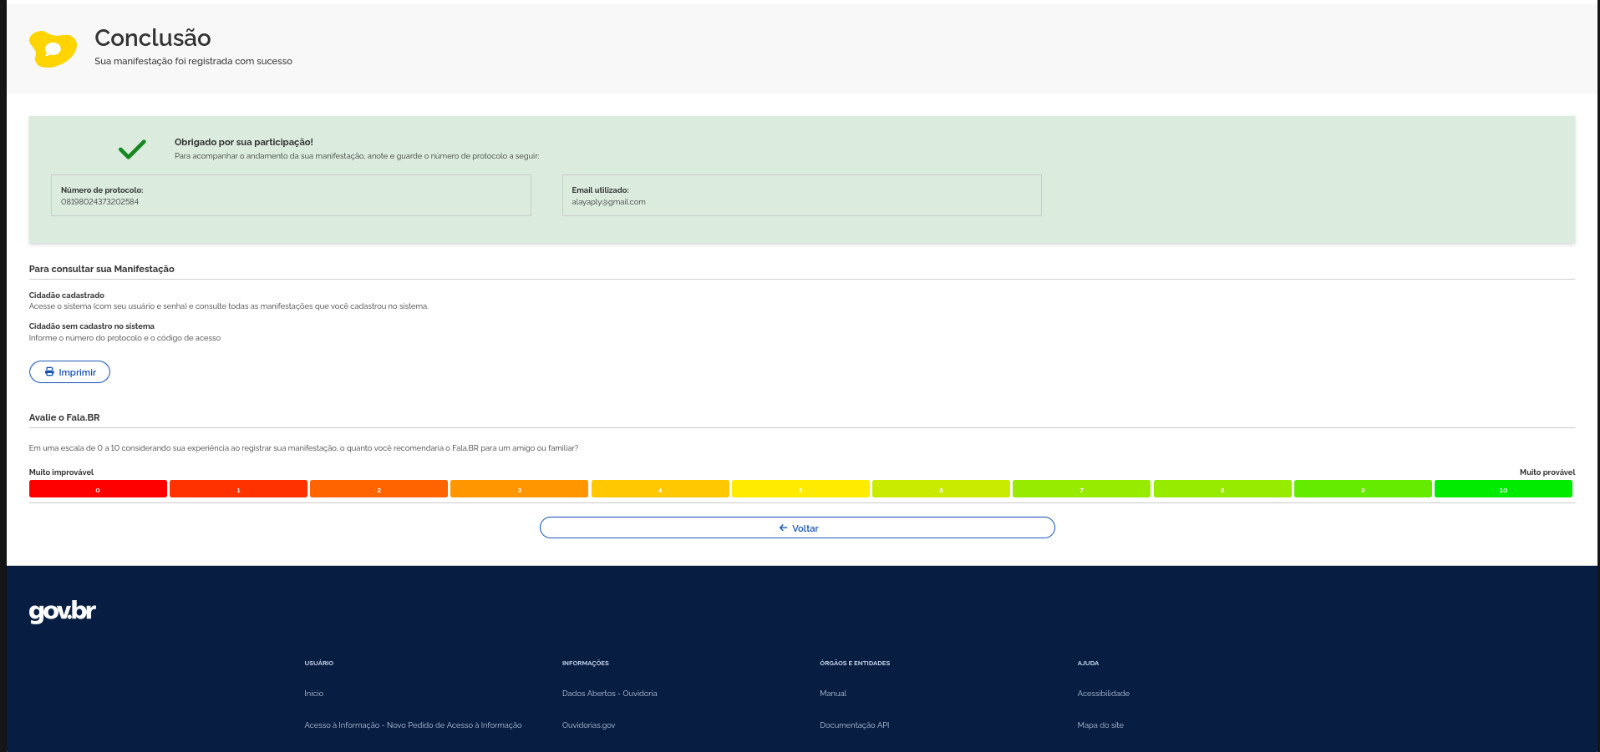 Conclusão
Sua manifestação foi registrada com sucesso
Obrigado por sua participação!
Para acompanhar o andamento da sua manifestação, anote e guarde o número de protocolo a seguir:
Número de protocolo:
08198024373202584
Email utilizado:
alayaply@gmail.com
Para consultar sua Manifestação
Cidadão cadastrado
Acesse o sistema (com seu usuário e senha) e consulte todas as manifestações que você cadastrou no sistema.
Cidadão sem cadastro no sistema
Informe o número do protocolo e o código de acesso
Imprimir
Avalie o Fala.BR
Em uma escala de 0 a 10 considerando sua experiência ao registrar sua manifestação, o quanto você recomendaria o Fala.BR para um amigo ou familiar?
Muito improvável Muito provável
0 1 2 3 4 5 6 7 8 9 10
Voltar
gov.br
USUÁRIO INFORMAÇÕES ÓRGÃOS E ENTIDADES AJUDA
Início Dados Abertos - Ouvidoria Manual Acessibilidade
Acesso à Informação - Novo Pedido de Acesso à Informação Ouvidorias.gov Documentação API Mapa do site